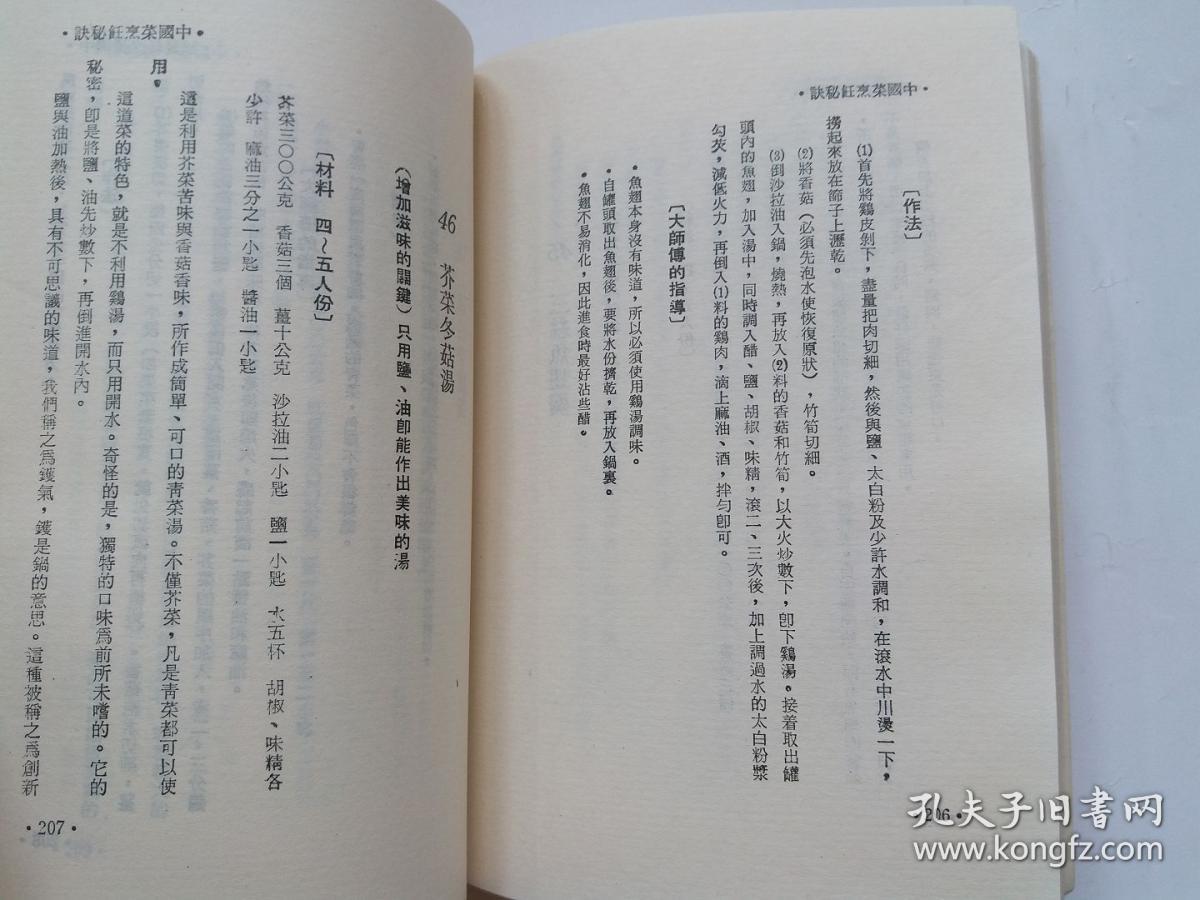 •訣秘飪烹菜國中•
〔作法〕
⑴首先將鷄皮剝下，盡量把肉切細，然後與鹽、太白粉及少許水調和，在滾水中川燙一下，
撈起來放在篩子上瀝乾。
⑵將香菇（必須先泡水使恢復原狀），竹筍切細。
⑶倒沙拉油入鍋，燒熱，再放入⑵料的香菇和竹筍，以大火炒數下，卽下鷄湯。接着取出罐
頭內的魚翅，加入湯中，同時調入醋、鹽、胡椒、味精，滾二、三次後，加上調過水的太白粉漿
勾芡，減低火力，再倒入⑴料的鷄肉，滴上麻油、酒，拌勻卽可。
〔大師傅的指導〕
•魚翅本身沒有味道，所以必須使用鷄湯調味。
•自罐頭取出魚翅後，要將水份擠乾，再放入鍋裏。
•魚翅不易消化，因此進食時最好沾些醋。
206•
•訣秘飪烹菜國中•
46 芥菜冬菇湯
（增加滋味的關鍵）只用鹽、油卽能作出美味的湯
〔材料 四～五人份〕
芥菜三〇〇公克 香菇三個 薑十公克 沙拉油二小匙 鹽一小匙 水五杯 胡椒、味精各
少許 麻油三分之一小匙 醬油一小匙
這是利用芥菜苦味與香菇香味，所作成簡單、可口的靑菜湯。不僅芥菜，凡是靑菜都可以使
用。
這道菜的特色，就是不利用鷄湯，而只用開水。奇怪的是，獨特的口味爲前所未嚐的。它的
秘密，卽是將鹽、油先炒數下，再倒進開水內。
鹽與油加熱後，具有不可思議的味道，我們稱之爲鑊氣，鑊是鍋的意思。這種被稱之爲創新
•207•
孔夫子旧书网
www.kongfz.com